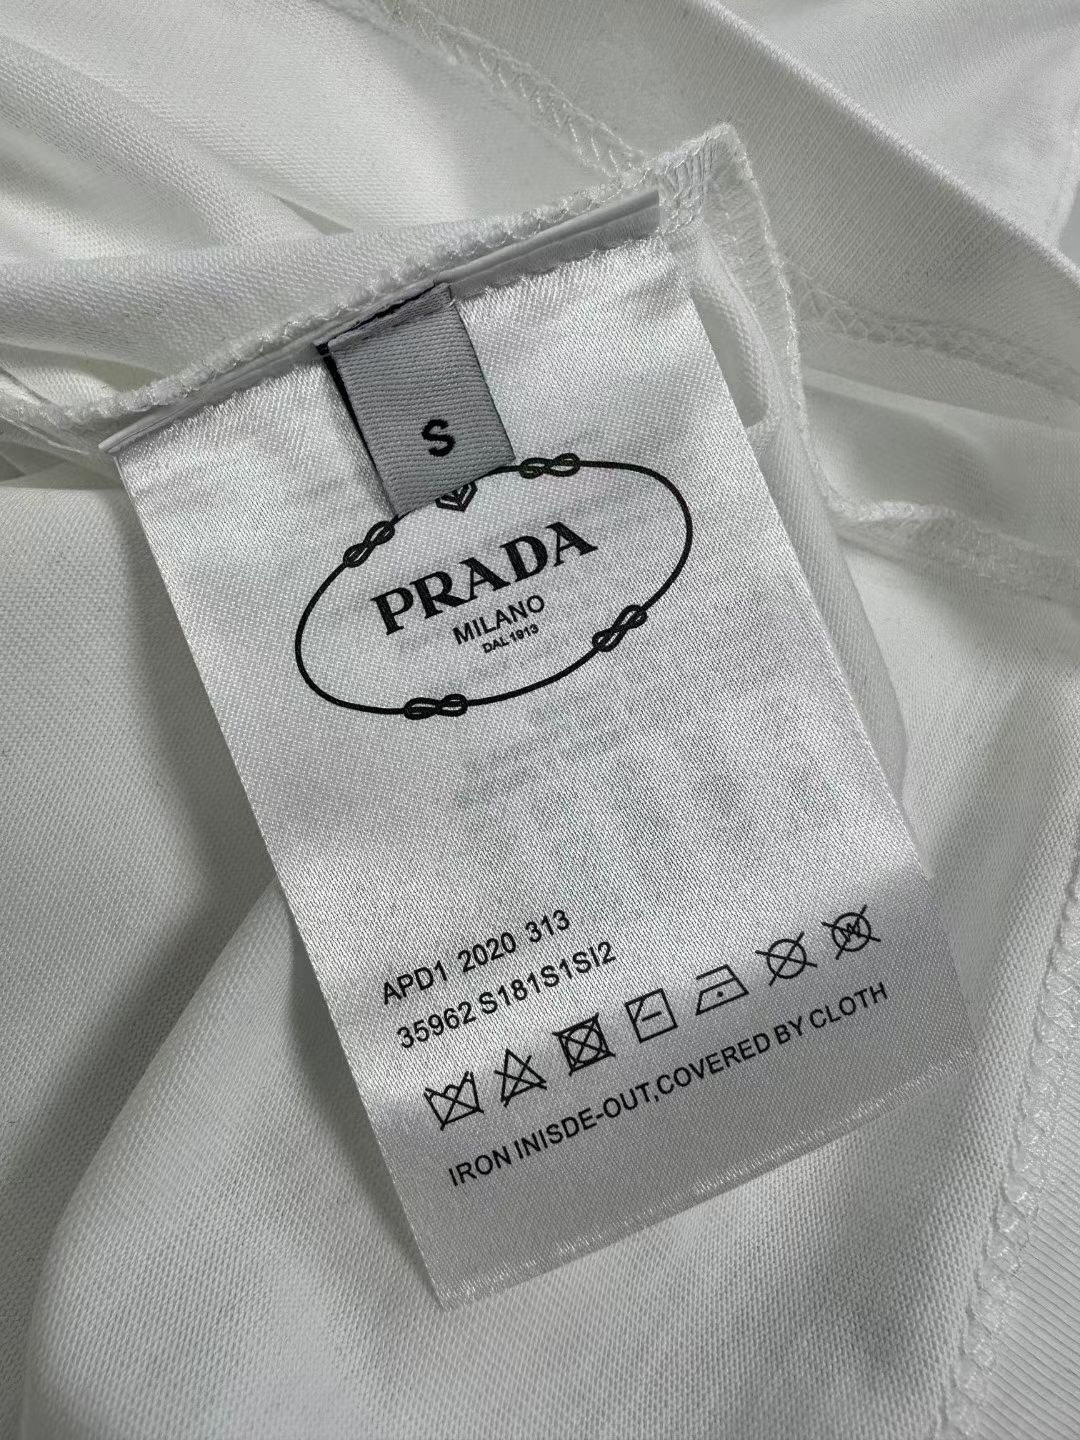 S
PRADA
MILANO
DAL 1913
APD1 2020 313
35962 S181S1SI2
W
IRON INISDE-OUT,COVERED BY CLOTH